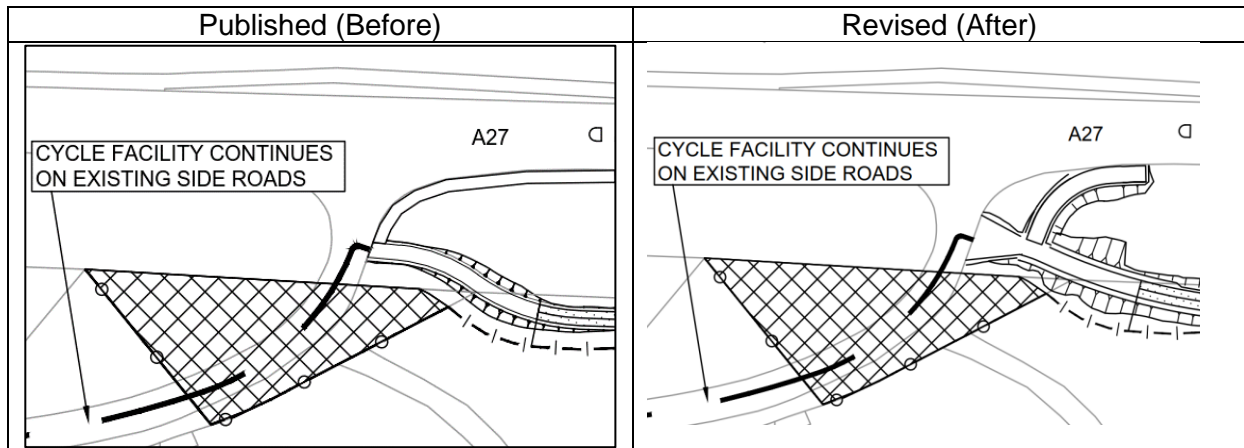 Published (Before)
Revised (After)
A27
CYCLE FACILITY CONTINUES
ON EXISTING SIDE ROADS
A27
CYCLE FACILITY CONTINUES
ON EXISTING SIDE ROADS